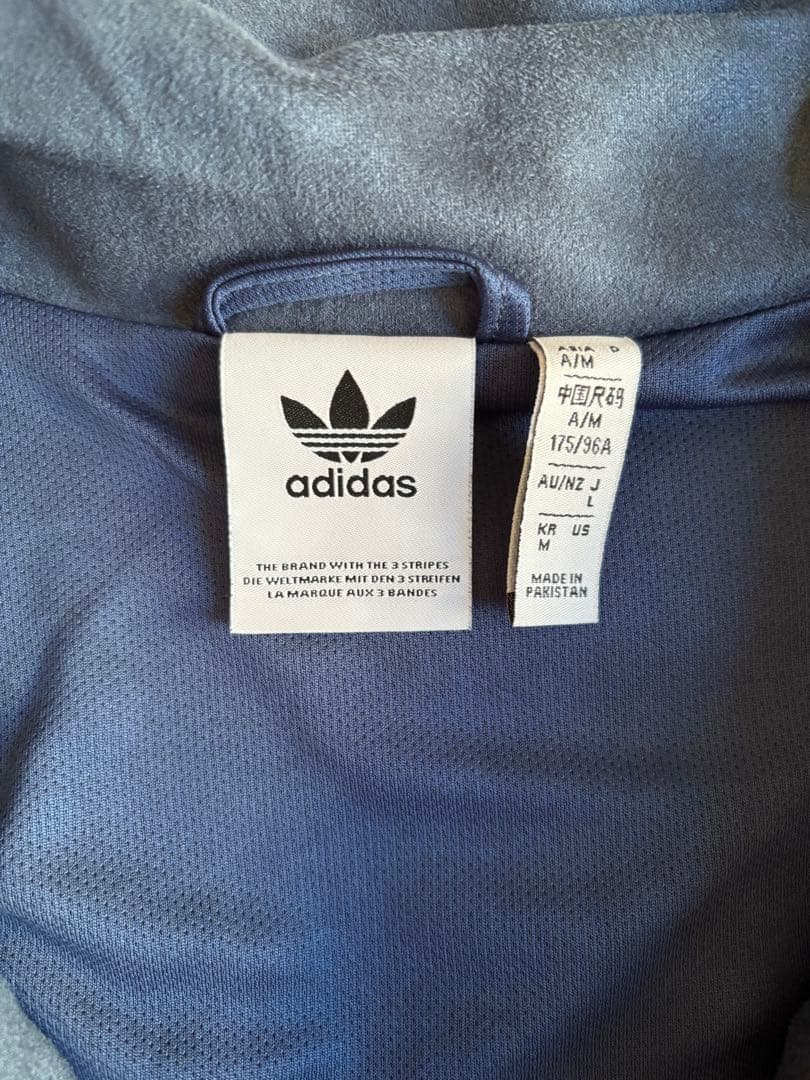 adidas
THE BRAND WITH THE 3 STRIPES
DIE WELTMARKE MIT DEN 3 STREIFEN
LA MARQUE AUX 3 BANDES
ASIA D
A/M
中国尺码
A/M
175/96A
AU/NZ J
L
KR US
M
MADE IN
PAKISTAN